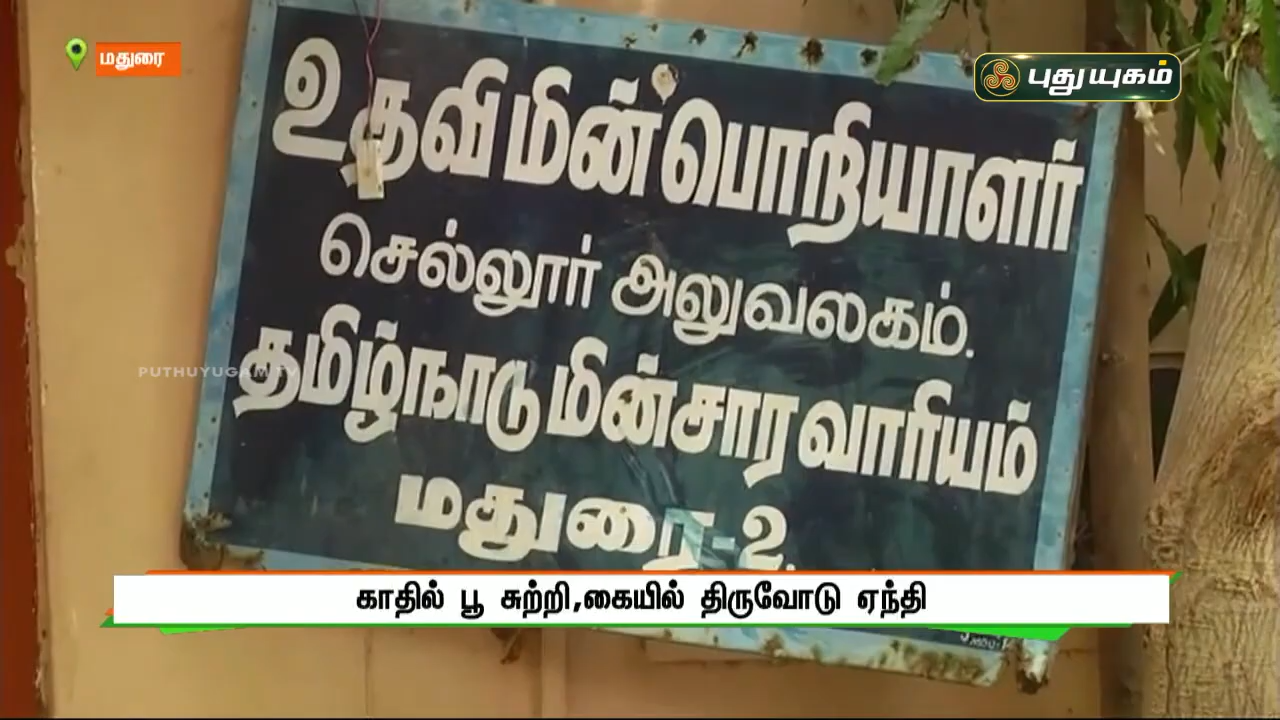 மதுரை
புதுயுகம்
உதவி மின்பொறியாளர்
செல்லூர் அலுவலகம்.
தமிழ்நாடு மின்சார வாரியம்
மதுரை-2.
PUTHUYUGAM TV
காதில் பூ சுற்றி,கையில் திருவோடு ஏந்தி